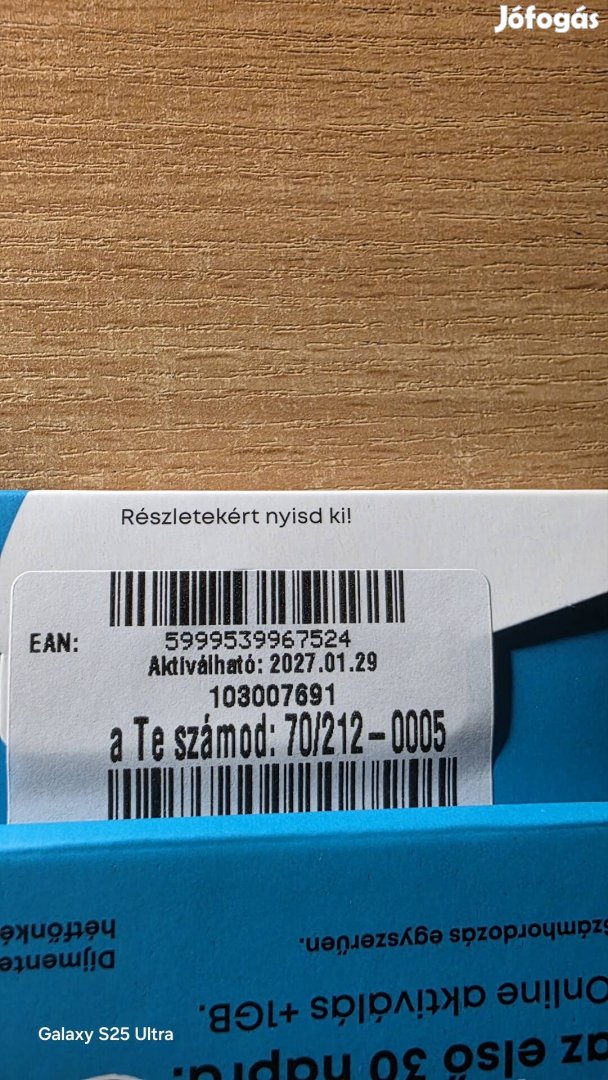 Jófogás
Részletekért nyisd ki!
EAN:
5999539967524
Aktiválható: 2027.01.29
103007691
a Te számod: 70/212-0005
hétfőnké
Díjmente
Számhordozás egyszerűen.
Online aktiválás +1GB.
az első 30 napra.
Galaxy S25 Ultra